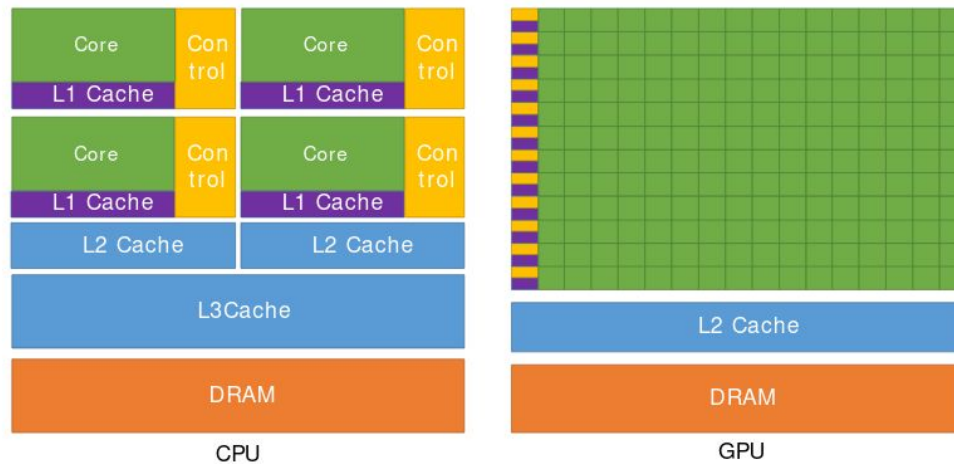 Core
Con
trol
L1 Cache
Core
Con
trol
L1 Cache
Core
Con
trol
L1 Cache
Core
Con
trol
L1 Cache
L2 Cache
L2 Cache
L3Cache
DRAM
CPU
L2 Cache
DRAM
GPU